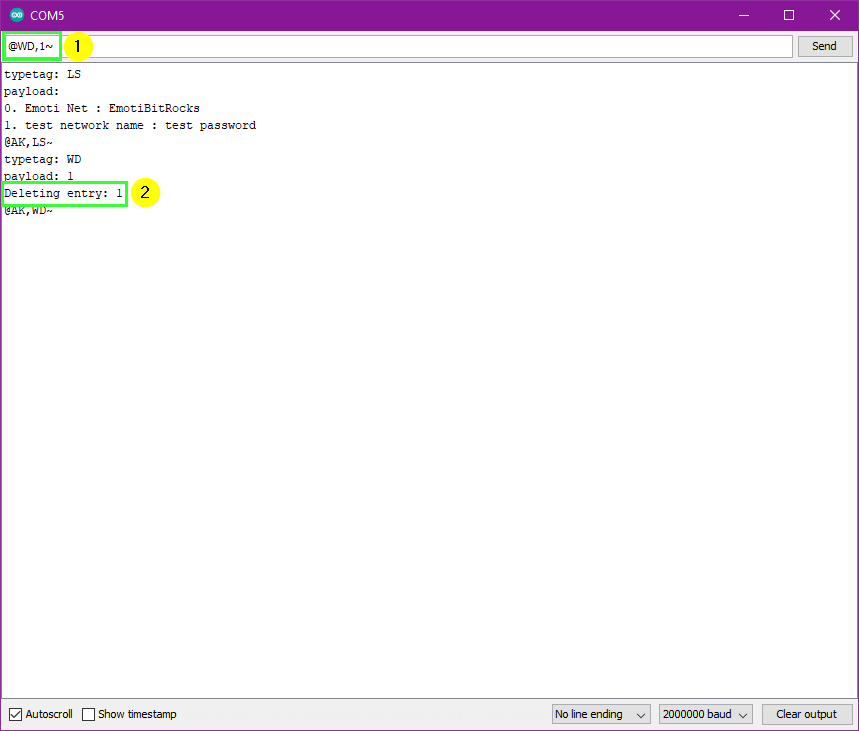 COM5
@WD,1~ 1 Send
typetag: LS
payload:
0. Emoti Net : EmotiBitRocks
1. test network name : test password
@AK,LS~
typetag: WD
payload: 1
Deleting entry: 1 2
@AK,WD~
Autoscroll Show timestamp No line ending 2000000 baud Clear output